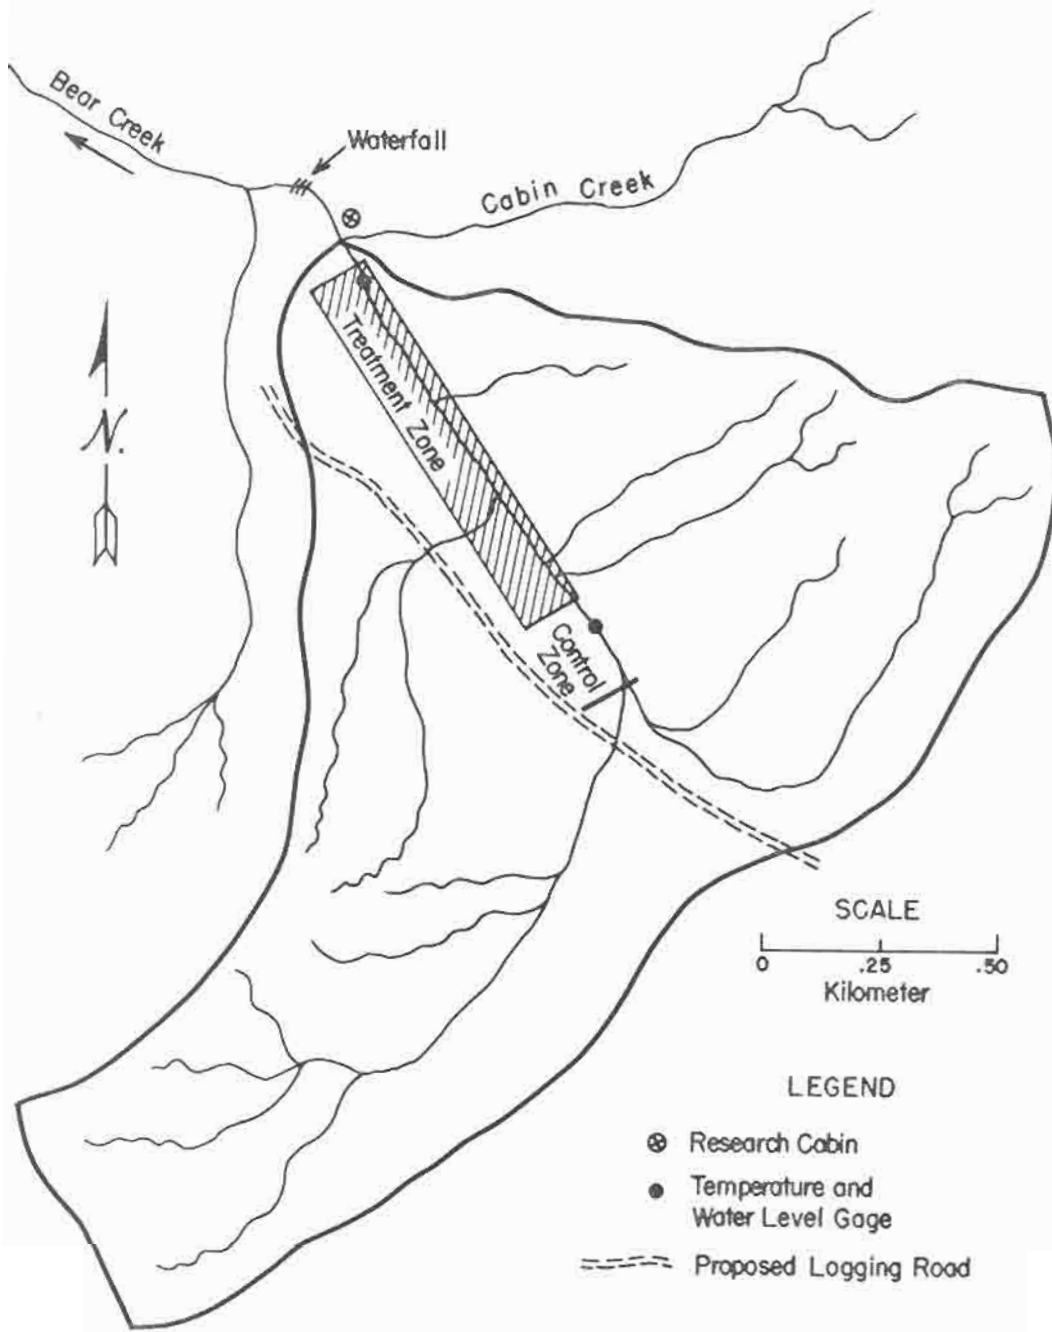 Bear Creek
Waterfall
Cabin Creek
N.
Treatment Zone
Control
Zone
SCALE
0 .25 .50
Kilometer
LEGEND
Research Cabin
Temperature and
Water Level Gage
Proposed Logging Road